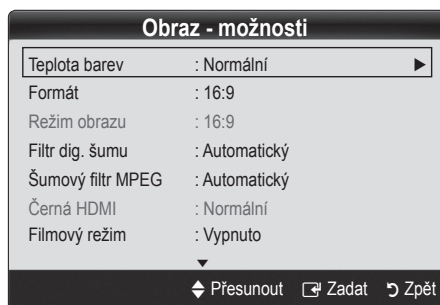 Obraz - možnosti
Teplota barev : Normální
Formát : 16:9
Režim obrazu : 16:9
Filtr dig. šumu : Automatický
Šumový filtr MPEG : Automatický
Černá HDMI : Normální
Filmový režim : Vypnuto
Přesunout Zadat Zpět